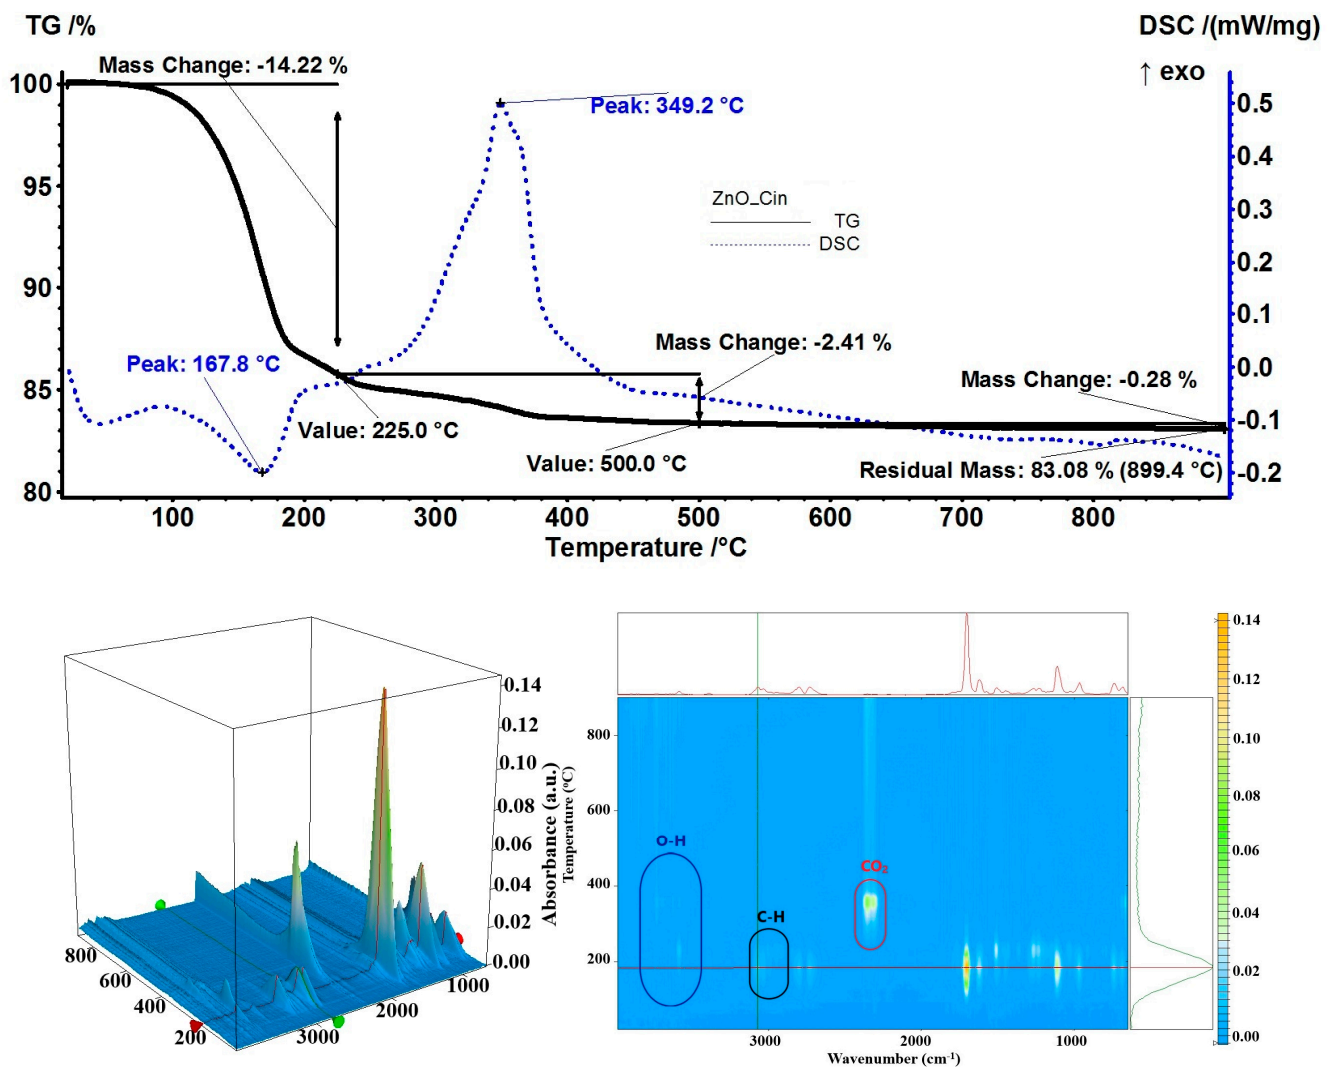 TG /%
DSC /(mW/mg)
↑ exo
Mass Change: -14.22 %
Peak: 349.2 °C
100
95
90
85
80
0.5
0.4
0.3
0.2
0.1
0.0
-0.1
-0.2
ZnO_Cin
TG
DSC
Peak: 167.8 °C
Mass Change: -2.41 %
Mass Change: -0.28 %
Value: 225.0 °C
Value: 500.0 °C
Residual Mass: 83.08 % (899.4 °C)
100 200 300 400 500 600 700 800
Temperature /°C
0.14
0.12
0.10
0.08
0.06
0.04
0.02
0.00
Absorbance (a.u.)
800
600
400
200
3000
2000
1000
Temperature (°C)
800
600
400
200
O-H
C-H
CO2
3000 2000 1000
Wavenumber (cm-1)
0.14
0.12
0.10
0.08
0.06
0.04
0.02
0.00